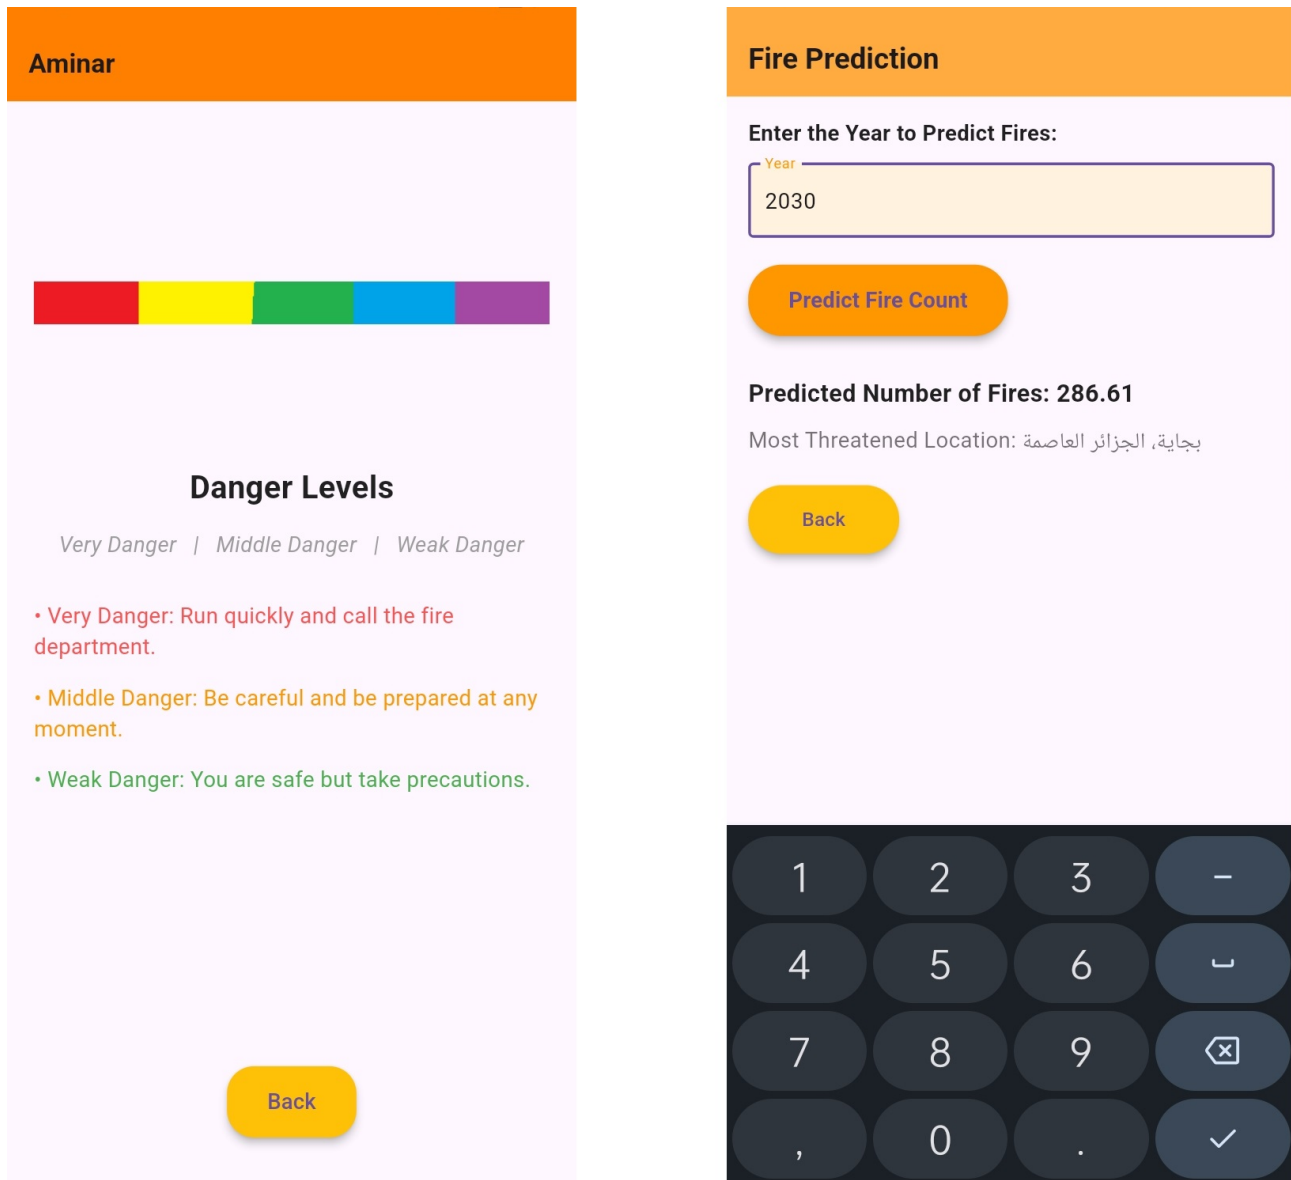 Aminar
Danger Levels
Very Danger | Middle Danger | Weak Danger
• Very Danger: Run quickly and call the fire
department.
• Middle Danger: Be careful and be prepared at any
moment.
• Weak Danger: You are safe but take precautions.
Back
Fire Prediction
Enter the Year to Predict Fires:
Year
2030
Predict Fire Count
Predicted Number of Fires: 286.61
Most Threatened Location: بجاية، الجزائر العاصمة
Back
1 2 3 –
4 5 6
7 8 9
, 0 .